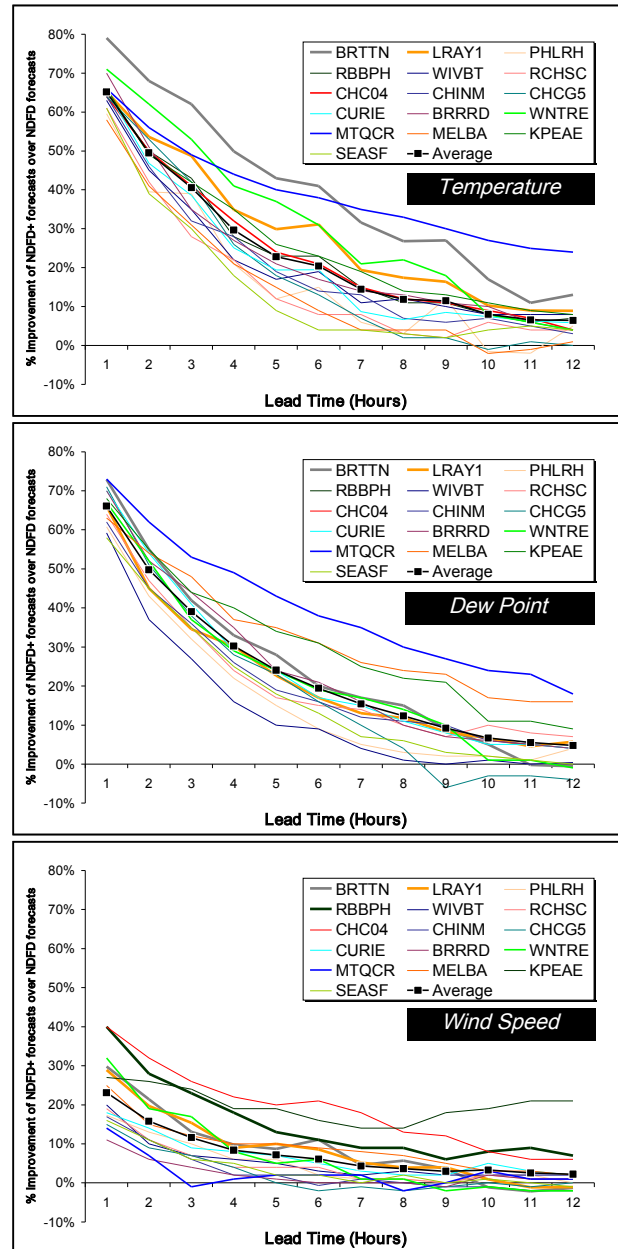 80%
70%
60%
50%
40%
30%
20%
10%
0%
-10%
% Improvement of NDFD+ forecasts over NDFD forecasts
BRTTN LRAY1 PHLRH
RBBPH WIVBT RCHSC
CHC04 CHINM CHCG5
CURIE BRRRD WNTRE
MTQCR MELBA KPEAE
SEASF Average
Temperature
1 2 3 4 5 6 7 8 9 10 11 12
Lead Time (Hours)
80%
70%
60%
50%
40%
30%
20%
10%
0%
-10%
% Improvement of NDFD+ forecasts over NDFD forecasts
BRTTN LRAY1 PHLRH
RBBPH WIVBT RCHSC
CHC04 CHINM CHCG5
CURIE BRRRD WNTRE
MTQCR MELBA KPEAE
SEASF Average
Dew Point
1 2 3 4 5 6 7 8 9 10 11 12
Lead Time (Hours)
80%
70%
60%
50%
40%
30%
20%
10%
0%
-10%
% Improvement of NDFD+ forecasts over NDFD forecasts
BRTTN LRAY1 PHLRH
RBBPH WIVBT RCHSC
CHC04 CHINM CHCG5
CURIE BRRRD WNTRE
MTQCR MELBA KPEAE
SEASF Average
Wind Speed
1 2 3 4 5 6 7 8 9 10 11 12
Lead Time (Hours)